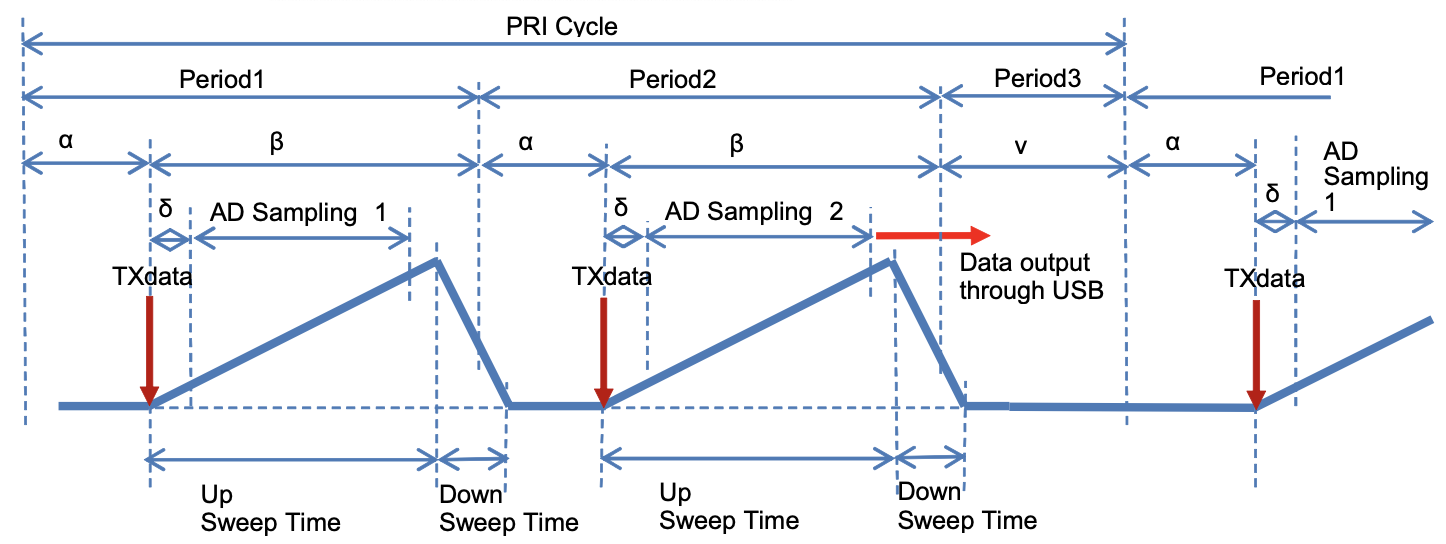 PRI Cycle
Period1
Period2
Period3
Period1
α
β
α
β
ν
α
δ
AD Sampling 1
δ
AD Sampling 2
δ
AD
Sampling
1
TXdata
TXdata
Data output
through USB
TXdata
Up
Sweep Time
Down
Sweep Time
Up
Sweep Time
Down
Sweep Time